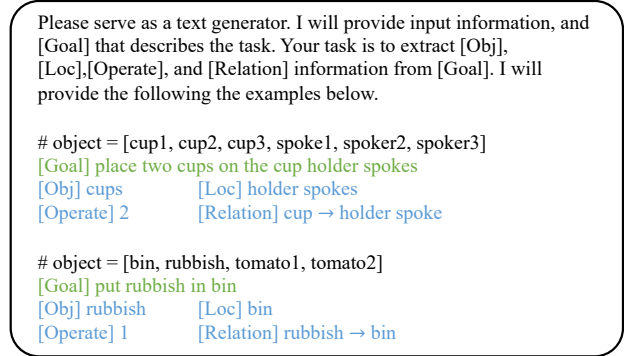 Please serve as a text generator. I will provide input information, and
[Goal] that describes the task. Your task is to extract [Obj],
[Loc],[Operate], and [Relation] information from [Goal]. I will
provide the following the examples below.
# object = [cup1, cup2, cup3, spoke1, spoker2, spoker3]
[Goal] place two cups on the cup holder spokes
[Obj] cups [Loc] holder spokes
[Operate] 2 [Relation] cup → holder spoke
# object = [bin, rubbish, tomato1, tomato2]
[Goal] put rubbish in bin
[Obj] rubbish [Loc] bin
[Operate] 1 [Relation] rubbish → bin